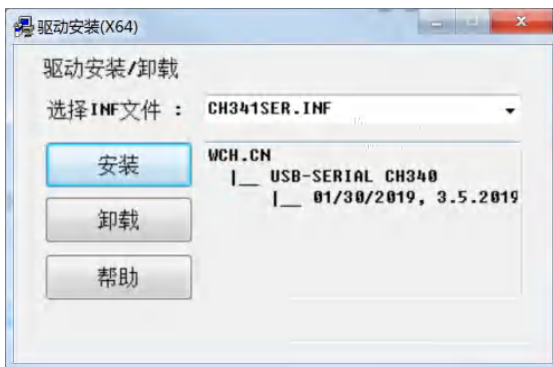 驱动安装(X64)
驱动安装/卸载
选择INF文件 : CH341SER.INF
安装
卸载
帮助
WCH.CN
|__ USB-SERIAL CH340
|__ 01/30/2019, 3.5.2019